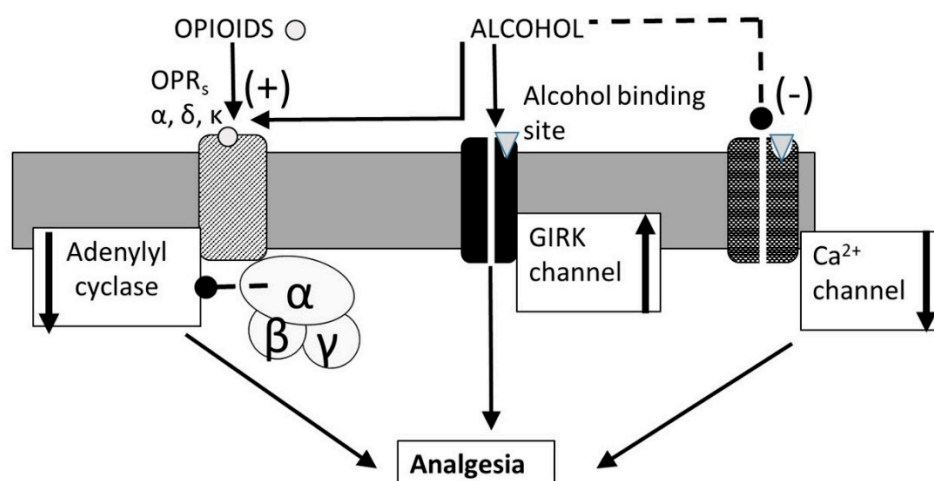 OPIOIDS
ALCOHOL
OPRs
α, δ, κ
(+)
Alcohol binding
site
(-)
Adenylyl
cyclase
GIRK
channel
Ca²⁺
channel
α
β
γ
Analgesia